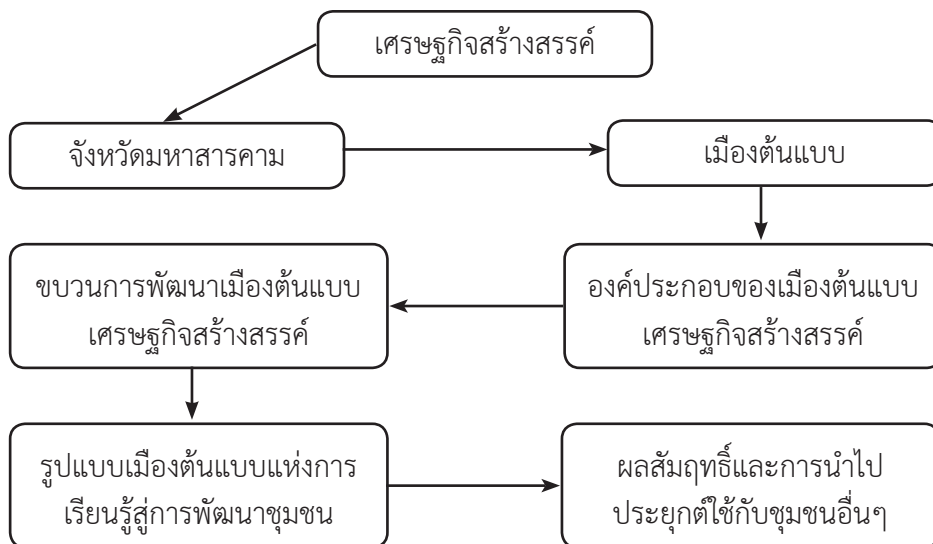 เศรษฐกิจสร้างสรรค์
จังหวัดมหาสารคาม
เมืองต้นแบบ
องค์ประกอบของเมืองต้นแบบ
เศรษฐกิจสร้างสรรค์
ขบวนการพัฒนาเมืองต้นแบบ
เศรษฐกิจสร้างสรรค์
รูปแบบเมืองต้นแบบแห่งการ
เรียนรู้สู่การพัฒนาชุมชน
ผลสัมฤทธิ์และการนำไป
ประยุกต์ใช้กับชุมชนอื่นๆ